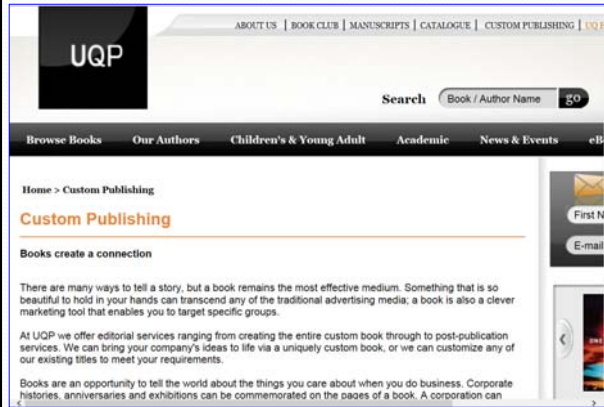 ABOUT US | BOOK CLUB | MANUSCRIPTS | CATALOGUE | CUSTOM PUBLISHING |
UQP
Search Book / Author Name go
Browse Books Our Authors Children's & Young Adult Academic News & Events
Home > Custom Publishing
Custom Publishing
First N
E-mail
Books create a connection
There are many ways to tell a story, but a book remains the most effective medium. Something that is so
beautiful to hold in your hands can transcend any of the traditional advertising media; a book is also a clever
marketing tool that enables you to target specific groups.
At UQP we offer editorial services ranging from creating the entire custom book through to post-publication
services. We can bring your company's ideas to life via a uniquely custom book, or we can customize any of
our existing titles to meet your requirements.
Books are an opportunity to tell the world about the things you care about when you do business. Corporate
histories, anniversaries and exhibitions can be commemorated on the pages of a book. A corporation can